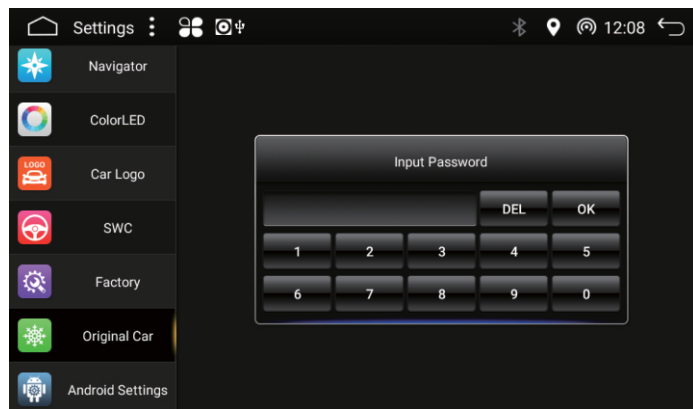 Settings
12:08
Navigator
ColorLED
LOGO
Car Logo
SWC
Factory
Original Car
Android Settings
Input Password
DEL OK
1 2 3 4 5
6 7 8 9 0